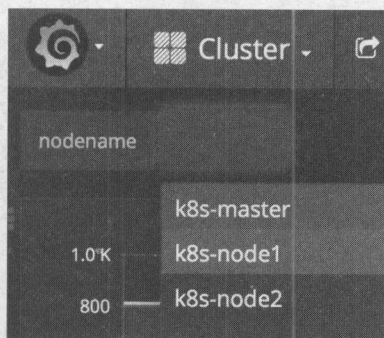 Cluster
nodename
k8s-master
1.0 K
k8s-node1
800
k8s-node2